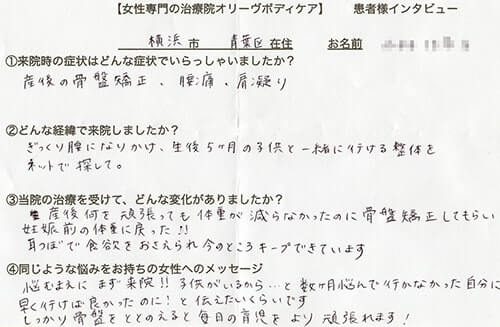 【女性専門の治療院オリーヴボディケア】 患者様インタビュー
横浜 市 青葉区 在住 お名前
①来院時の症状はどんな症状でいらっしゃいましたか?
産後の骨盤矯正、腰痛、肩凝り
②どんな経緯で来院しましたか?
ぎっくり腰になりかけ、生後5ヶ月の子供と一緒に行ける整体を
ネットで探して。
③当院の治療を受けて、どんな変化がありましたか?
産後何を頑張っても体重が減らなかったのに骨盤矯正してもらい
妊娠前の体重に戻った!!
耳つぼで食欲をおさえられ今のところキープできています
④同じような悩みをお持ちの女性へのメッセージ
悩むまえにまず来院!!子供がいるから…と数ヶ月悩んで行かなかった自分に
早く行けば良かったのに!と伝えたいくらいです
しっかり骨盤をととのえると毎日の育児をより頑張れます!